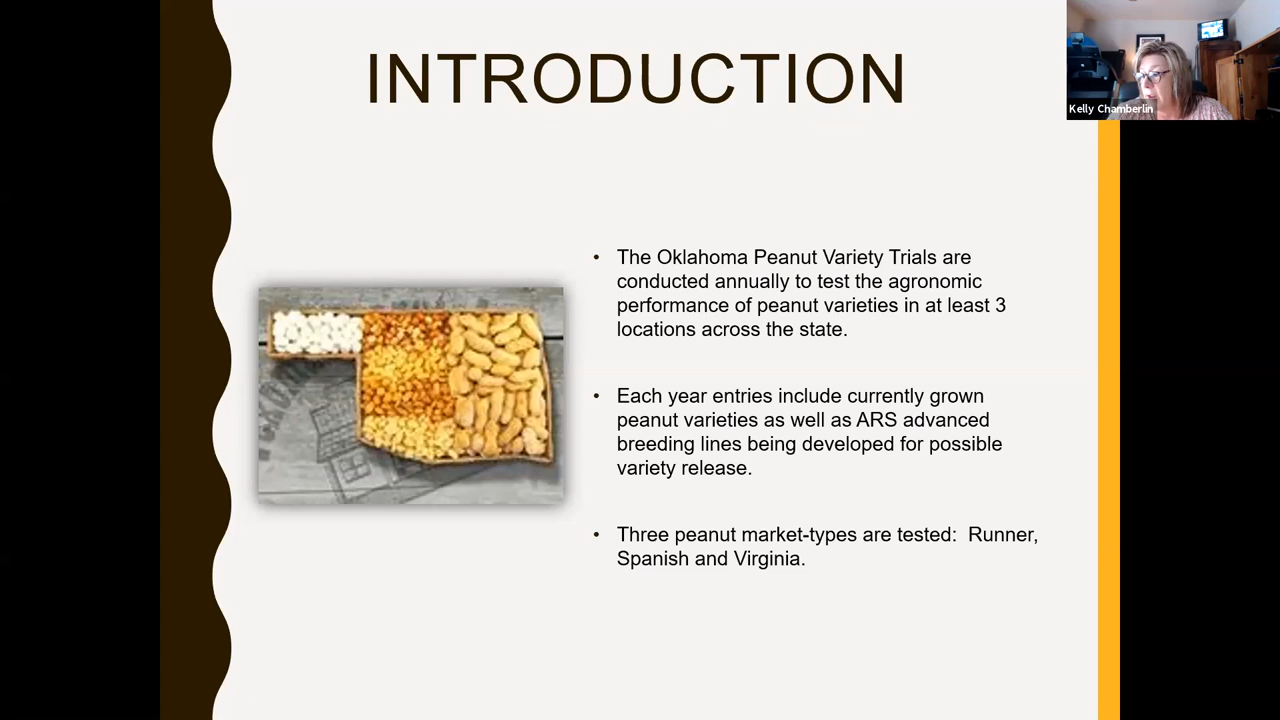 INTRODUCTION
Kelly Chamberlin
• The Oklahoma Peanut Variety Trials are
conducted annually to test the agronomic
performance of peanut varieties in at least 3
locations across the state.
• Each year entries include currently grown
peanut varieties as well as ARS advanced
breeding lines being developed for possible
variety release.
• Three peanut market-types are tested:  Runner,
Spanish and Virginia.